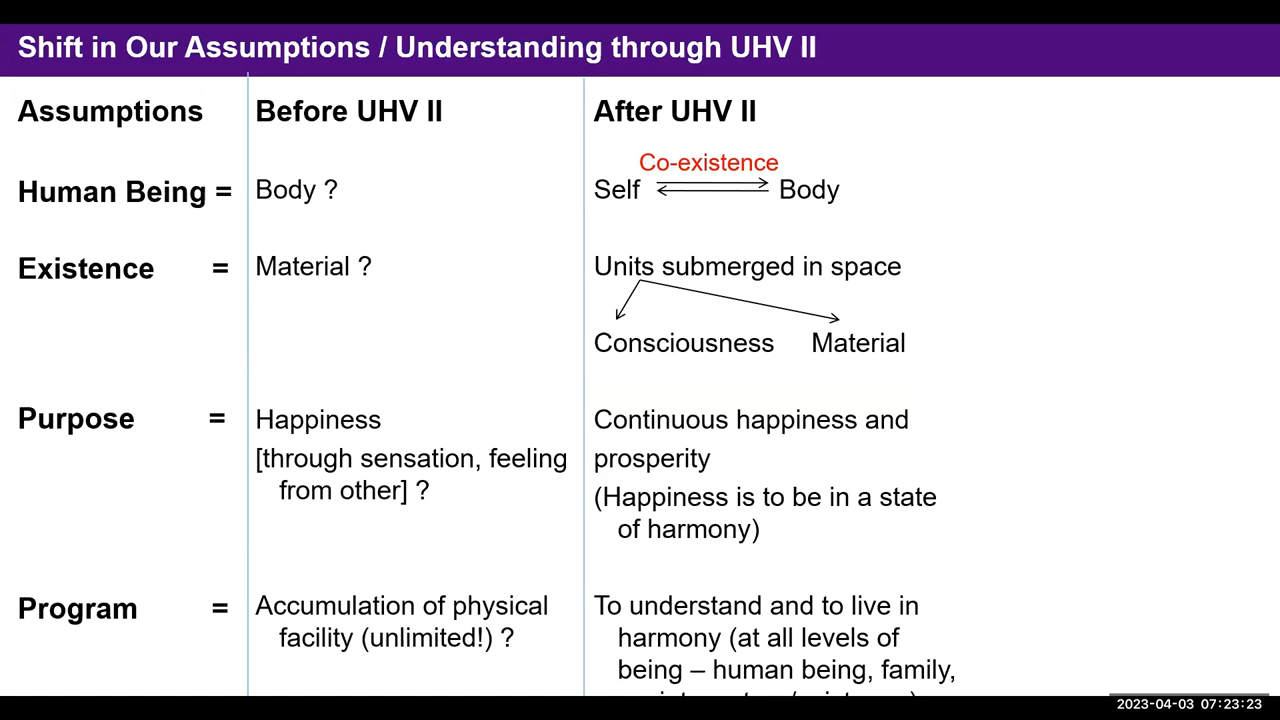 Shift in Our Assumptions / Understanding through UHV II
Assumptions Before UHV II After UHV II
Co-existence
Human Being = Body ? Self Body
Existence = Material ? Units submerged in space
Consciousness Material
Purpose = Happiness Continuous happiness and
[through sensation, feeling prosperity
from other] ? (Happiness is to be in a state
of harmony)
Program = Accumulation of physical To understand and to live in
facility (unlimited!) ? harmony (at all levels of
being – human being, family,
2023-04-03 07:23:23